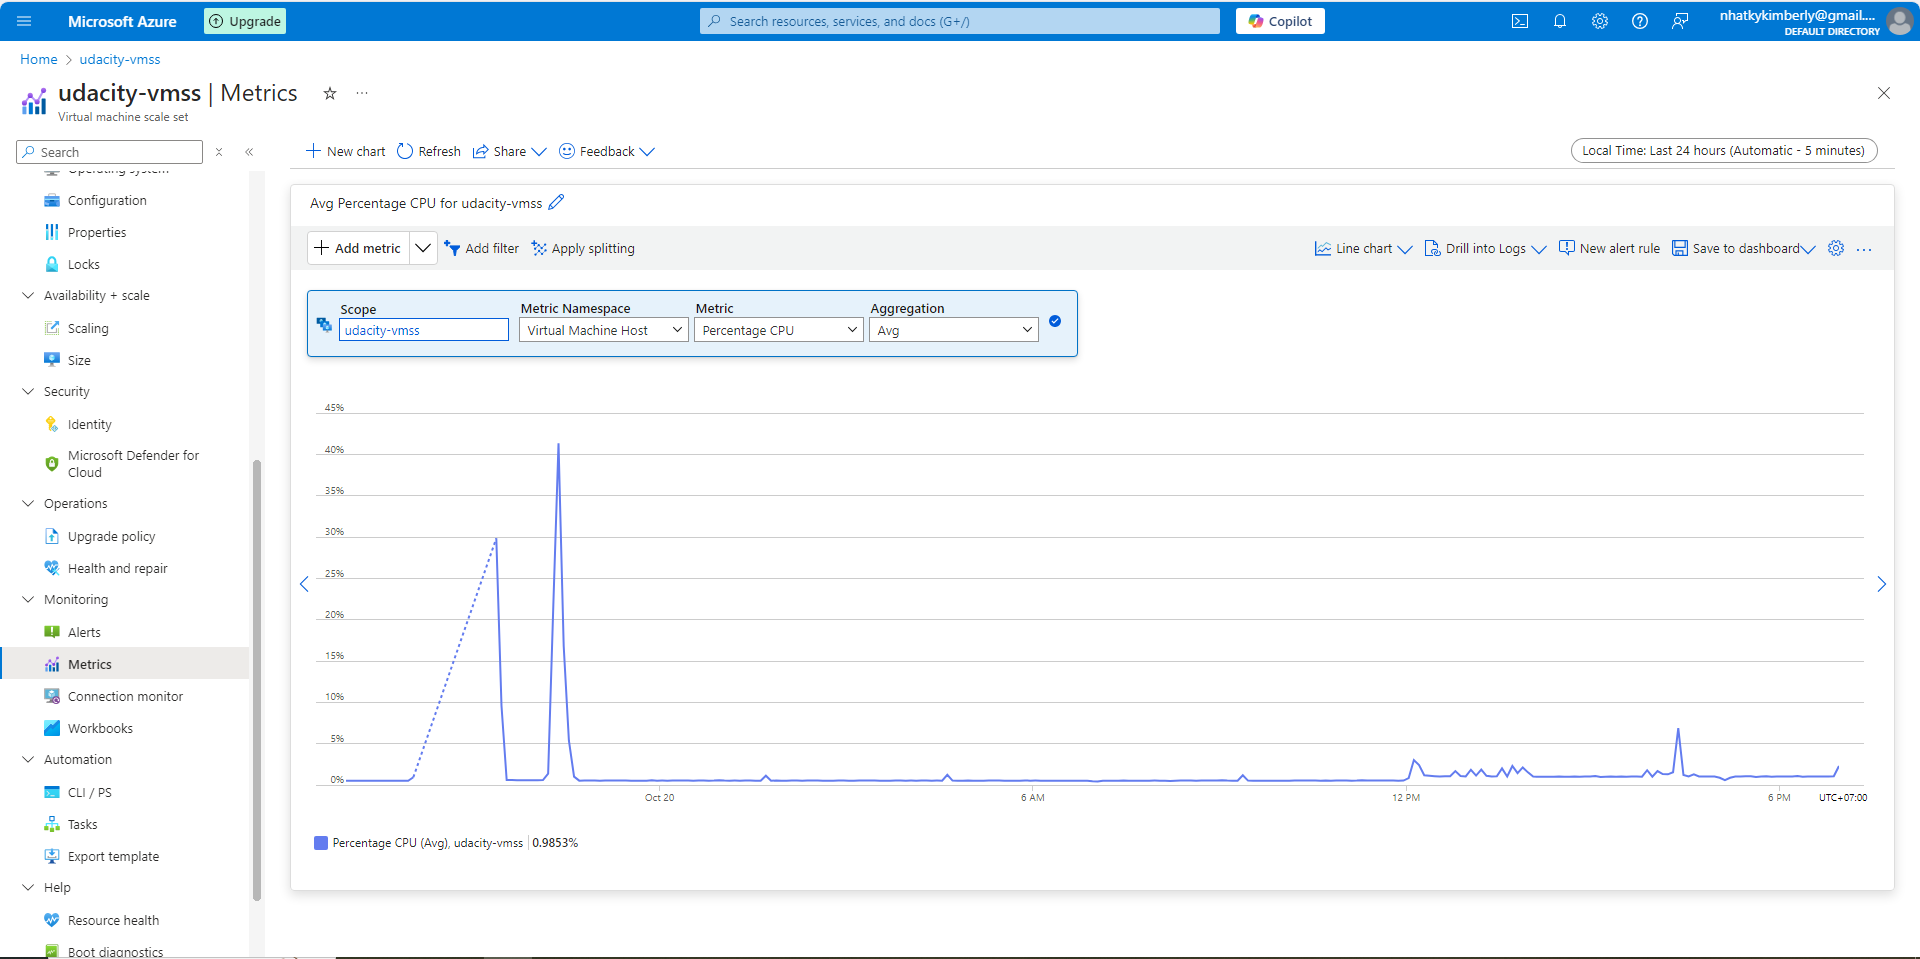 Microsoft Azure
Upgrade
Search resources, services, and docs (G+/)
Copilot
nhatkykimberly@gmail....
DEFAULT DIRECTORY
Home > udacity-vmss
udacity-vmss | Metrics
Virtual machine scale set
Search
New chart
Refresh
Share
Feedback
Local Time: Last 24 hours (Automatic - 5 minutes)
Operating system
Configuration
Properties
Locks
Availability + scale
Scaling
Size
Security
Identity
Microsoft Defender for
Cloud
Operations
Upgrade policy
Health and repair
Monitoring
Alerts
Metrics
Connection monitor
Workbooks
Automation
CLI / PS
Tasks
Export template
Help
Resource health
Boot diagnostics
Avg Percentage CPU for udacity-vmss
Add metric
Add filter
Apply splitting
Line chart
Drill into Logs
New alert rule
Save to dashboard
Scope
udacity-vmss
Metric Namespace
Virtual Machine Host
Metric
Percentage CPU
Aggregation
Avg
45%
40%
35%
30%
25%
20%
15%
10%
5%
0%
Oct 20
6 AM
12 PM
6 PM
UTC+07:00
Percentage CPU (Avg), udacity-vmss | 0.9853%